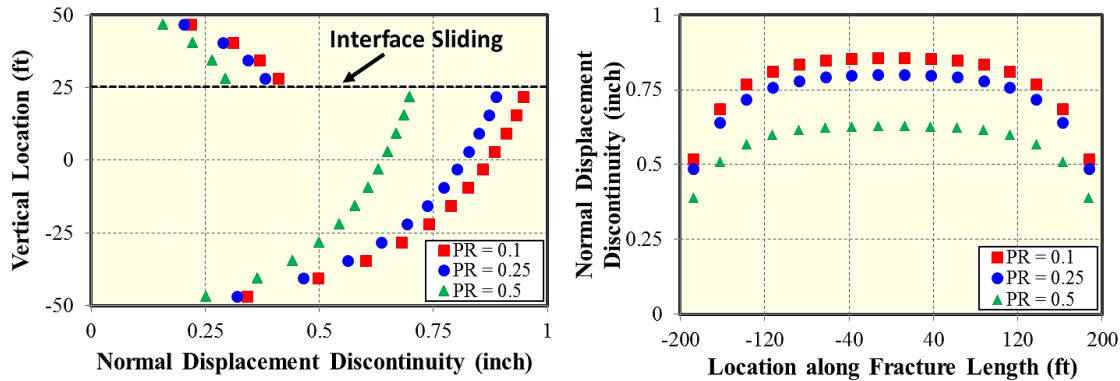 50
25
0
-25
-50
Vertical Location (ft)
Interface Sliding
PR = 0.1
PR = 0.25
PR = 0.5
0
0.25
0.5
0.75
1
Normal Displacement Discontinuity (inch)
1
0.75
0.5
0.25
0
Normal Displacement
Discontinuity (inch)
PR = 0.1
PR = 0.25
PR = 0.5
-200
-120
-40
40
120
200
Location along Fracture Length (ft)